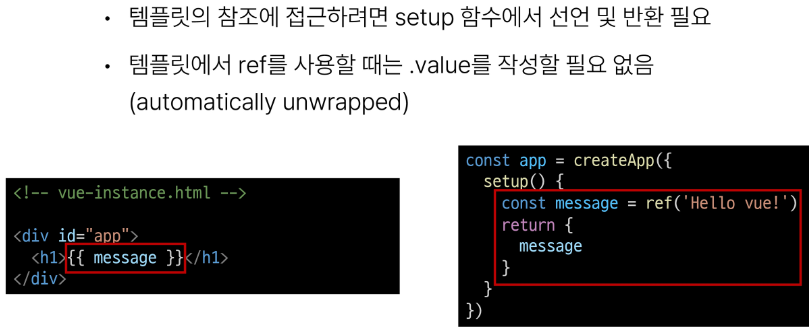 • 템플릿의 참조에 접근하려면 setup 함수에서 선언 및 반환 필요
• 템플릿에서 ref를 사용할 때는 .value를 작성할 필요 없음
(automatically unwrapped)
<!-- vue-instance.html -->
<div id="app">
  <h1>{{ message }}</h1>
</div>
const app = createApp({
  setup() {
    const message = ref('Hello vue!')
    return {
      message
    }
  }
})